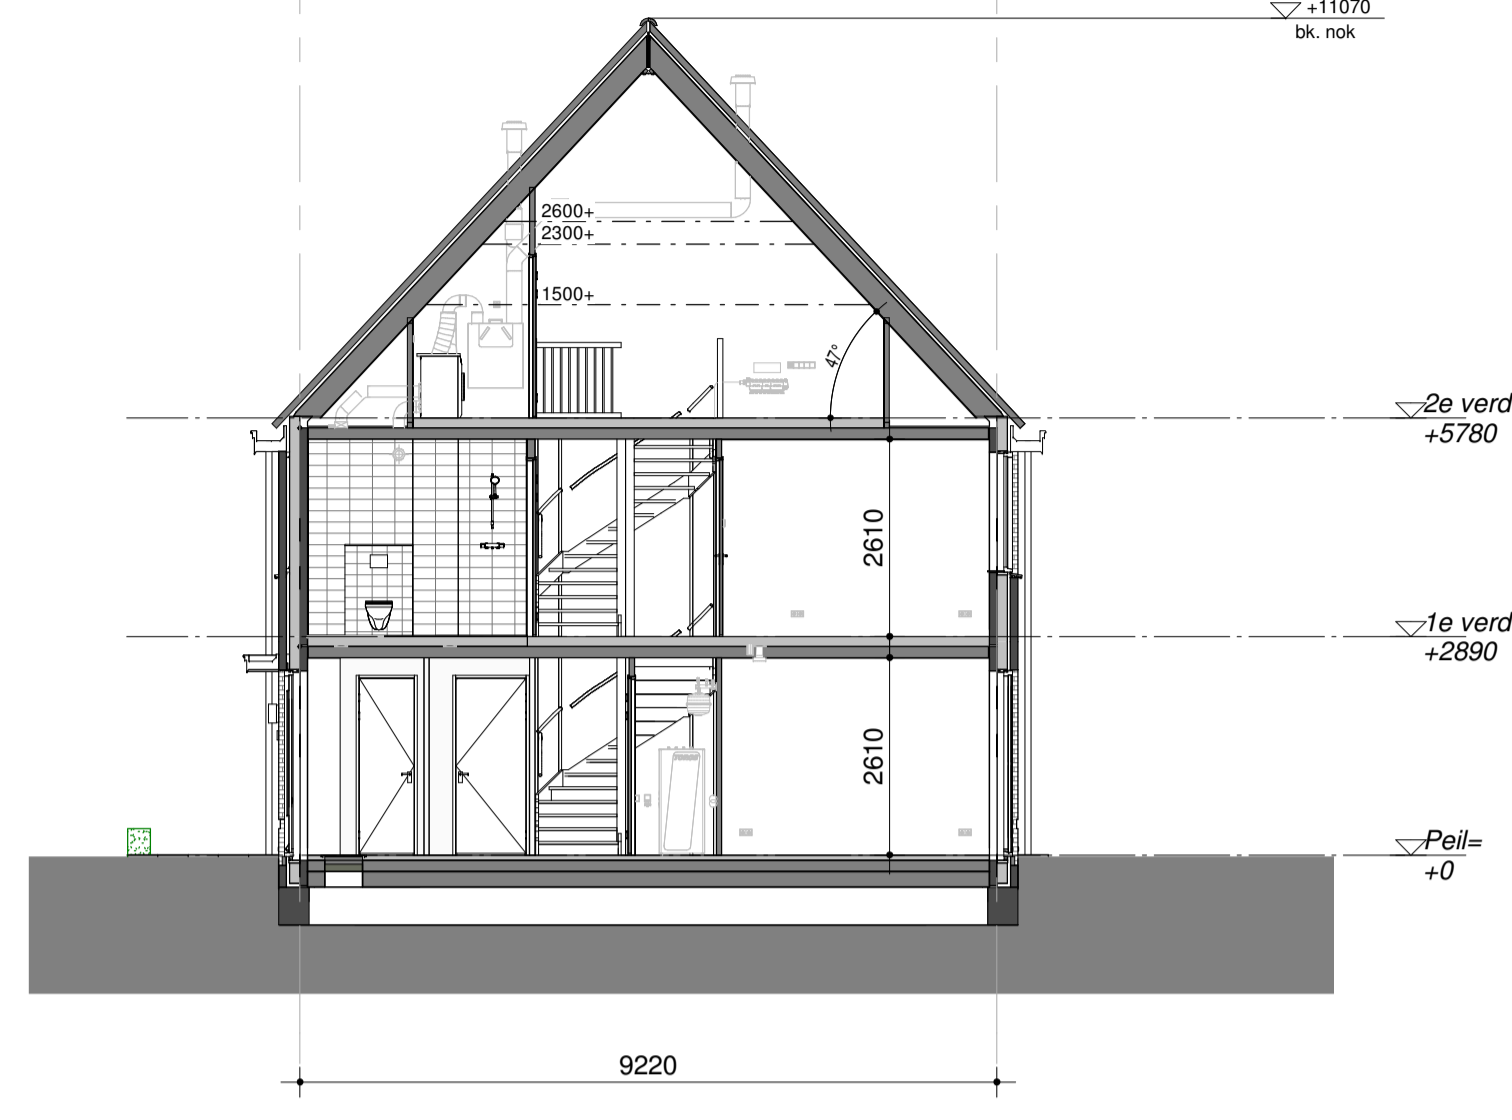 +11070
bk. nok
2600+
2300+
1500+
47°
2e verd
+5780
2610
1e verd
+2890
2610
Peil=
+0
9220